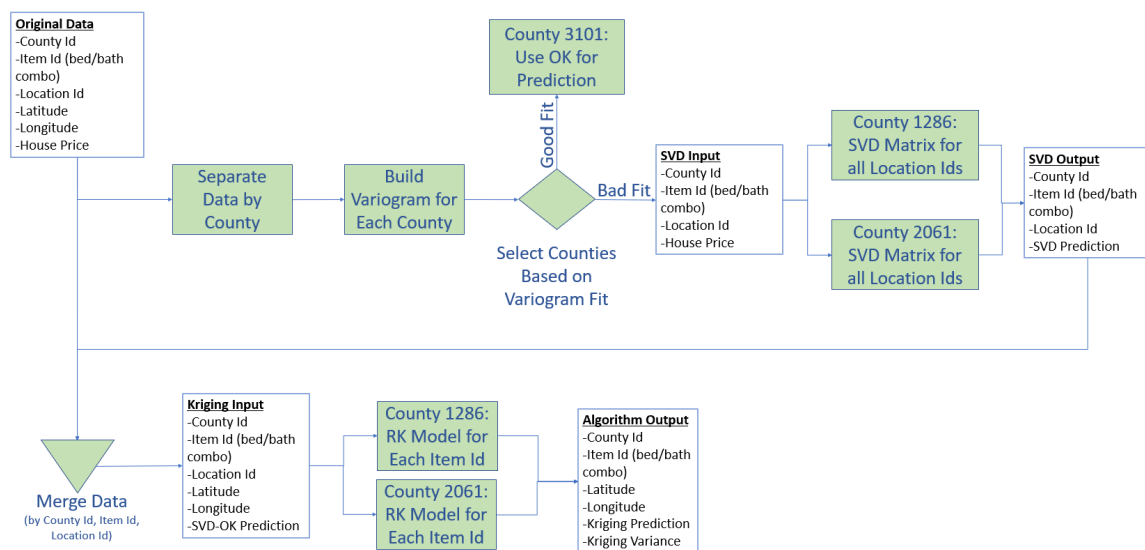 Original Data
-County Id
-Item Id (bed/bath
combo)
-Location Id
-Latitude
-Longitude
-House Price
County 3101:
Use OK for
Prediction
Good Fit
Separate
Data by
County
Build
Variogram for
Each County
Bad Fit
Select Counties
Based on
Variogram Fit
SVD Input
-County Id
-Item Id (bed/bath
combo)
-Location Id
-House Price
County 1286:
SVD Matrix for
all Location Ids
County 2061:
SVD Matrix for
all Location Ids
SVD Output
-County Id
-Item Id (bed/bath
combo)
-Location Id
-SVD Prediction
Merge Data
(by County Id, Item Id,
Location Id)
Kriging Input
-County Id
-Item Id (bed/bath
combo)
-Location Id
-Latitude
-Longitude
-SVD-OK Prediction
County 1286:
RK Model for
Each Item Id
County 2061:
RK Model for
Each Item Id
Algorithm Output
-County Id
-Item Id (bed/bath
combo)
-Latitude
-Longitude
-Kriging Prediction
-Kriging Variance